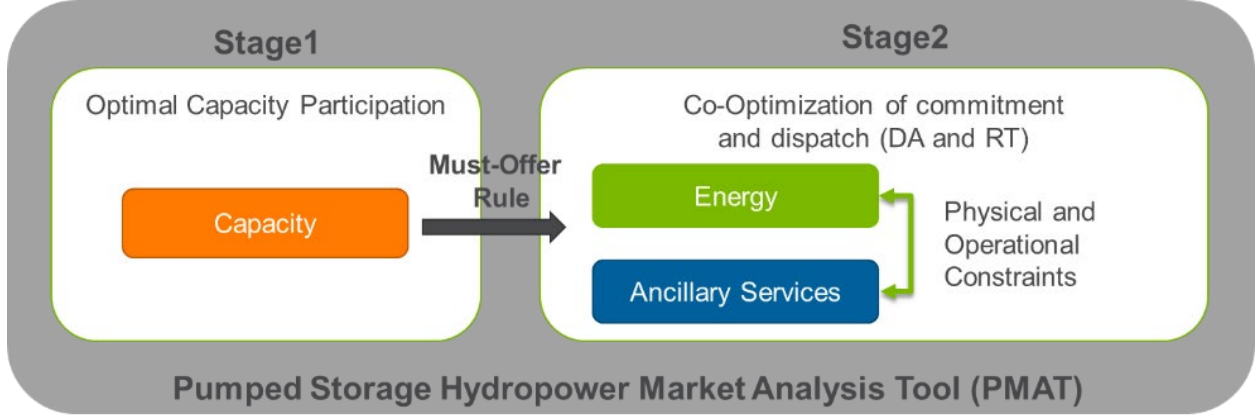 Stage1
Optimal Capacity Participation
Capacity
Must-Offer
Rule
Stage2
Co-Optimization of commitment
and dispatch (DA and RT)
Energy
Ancillary Services
Physical and
Operational
Constraints
Pumped Storage Hydropower Market Analysis Tool (PMAT)